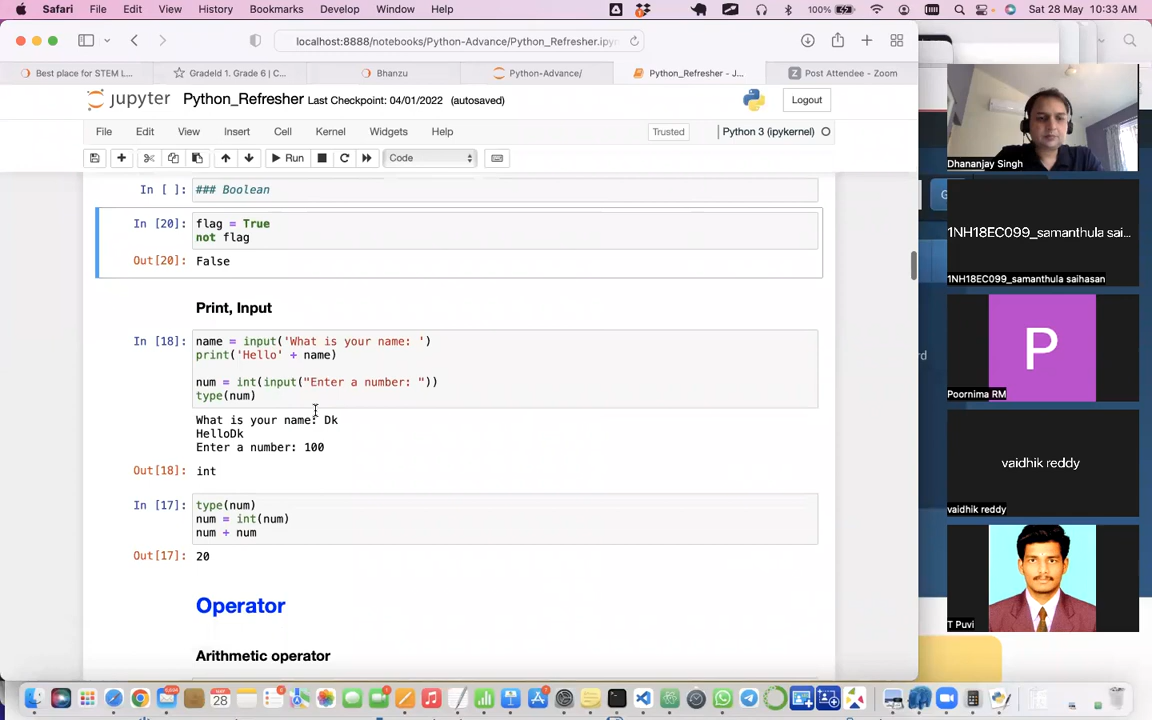 Safari File Edit View History Bookmarks Develop Window Help 100% Sat 28 May 10:33 AM
localhost:8888/notebooks/Python-Advance/Python_Refresher.ipyn
Best place for STEM L... GradeId 1. Grade 6 | C... Bhanzu Python-Advance/ Python_Refresher - J... Post Attendee - Zoom
jupyter Python_Refresher Last Checkpoint: 04/01/2022 (autosaved) Logout
File Edit View Insert Cell Kernel Widgets Help Trusted Python 3 (ipykernel)
Run Code
In [ ]: ### Boolean
In [20]: flag = True
not flag
Out[20]: False
Print, Input
In [18]: name = input('What is your name: ')
print('Hello' + name)
num = int(input("Enter a number: "))
type(num)
What is your name: Dk
HelloDk
Enter a number: 100
Out[18]: int
In [17]: type(num)
num = int(num)
num + num
Out[17]: 20
Operator
Arithmetic operator
Dhananjay Singh
1NH18EC099_samanthula sai...
1NH18EC099_samanthula saihasan
P
Poornima RM
vaidhik reddy
vaidhik reddy
T Puvi